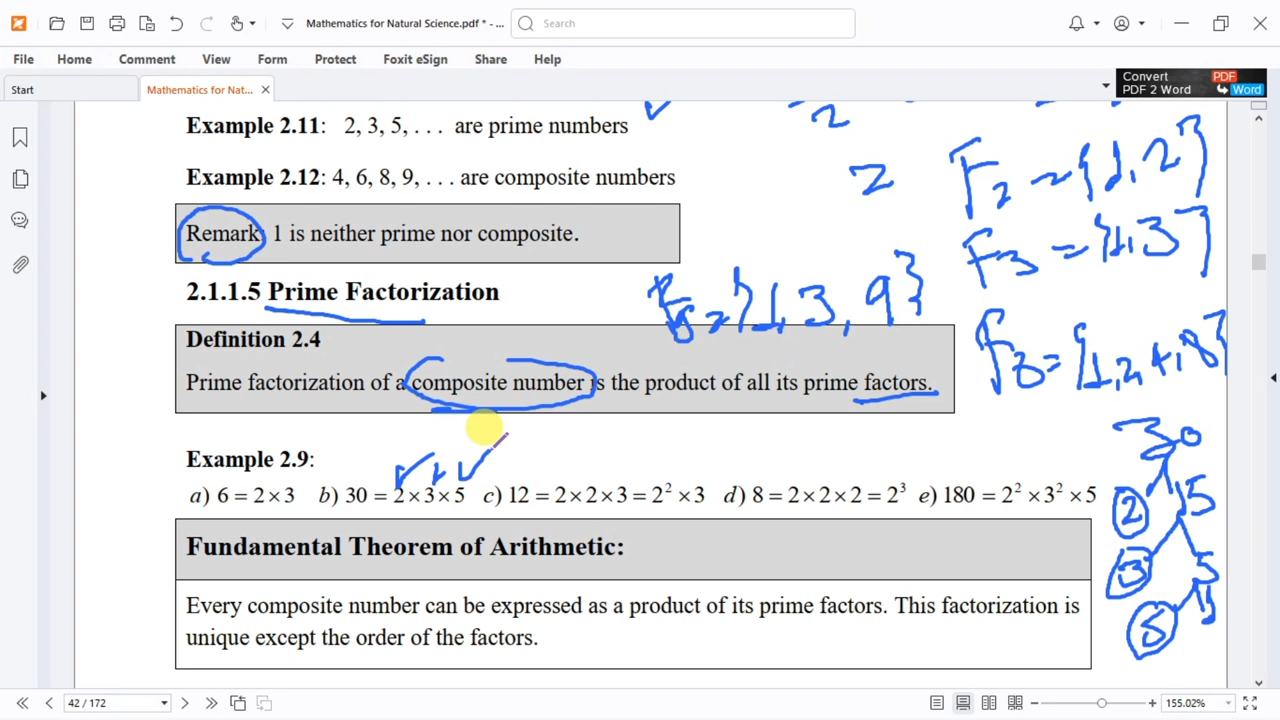 Mathematics for Natural Science.pdf * - ...
Search
File Home Comment View Form Protect Foxit eSign Share Help
Start
Mathematics for Nat...
Convert PDF
PDF 2 Word Word
2
Example 2.11: 2, 3, 5, . . . are prime numbers
Example 2.12: 4, 6, 8, 9, . . . are composite numbers
2
F2 = {1, 2}
Remark: 1 is neither prime nor composite.
F3 = {1, 3}
2.1.1.5 Prime Factorization
= {1, 3, 9}
Definition 2.4
Prime factorization of a composite number is the product of all its prime factors.
30
Example 2.9:
a) 6 = 2 × 3 b) 30 = 2 × 3 × 5 c) 12 = 2 × 2 × 3 = 2² × 3 d) 8 = 2 × 2 × 2 = 2³ e) 180 = 2² × 3² × 5
2 15
Fundamental Theorem of Arithmetic:
3 5
Every composite number can be expressed as a product of its prime factors. This factorization is
unique except the order of the factors.
5
42 / 172
155.02%